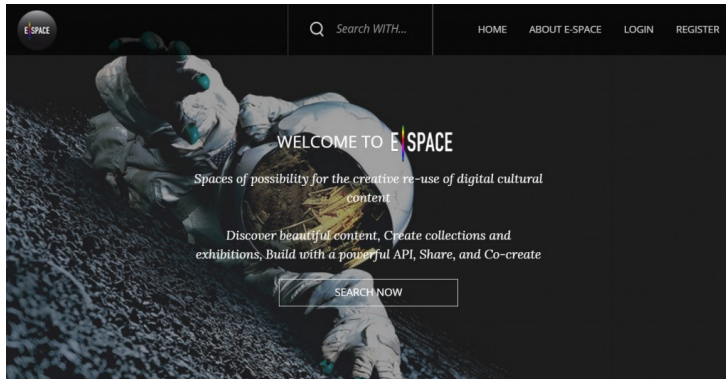 E SPACE
Search WITH...
HOME
ABOUT E-SPACE
LOGIN
REGISTER
WELCOME TO E SPACE
Spaces of possibility for the creative re-use of digital cultural
content
Discover beautiful content, Create collections and
exhibitions, Build with a powerful API, Share, and Co-create
SEARCH NOW